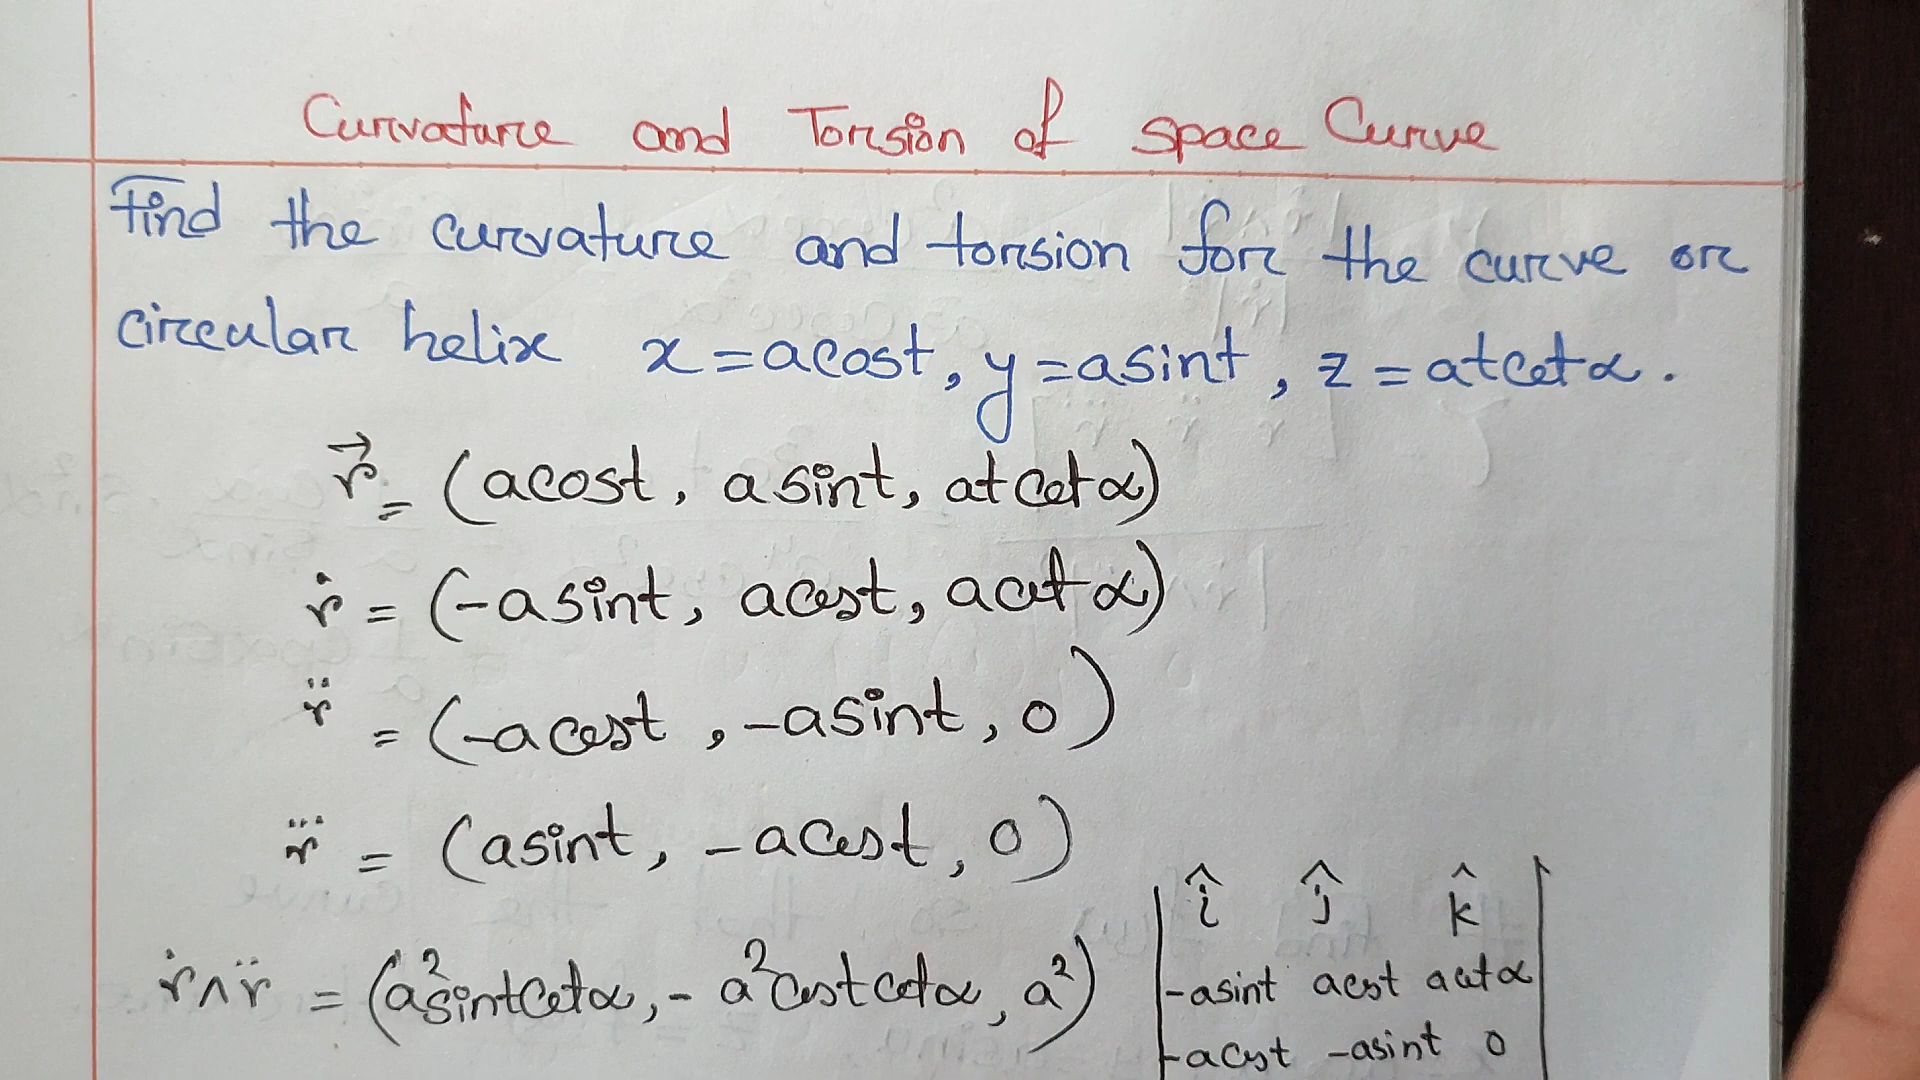 Curvature and Torsion of space Curve
Find the curvature and torsion for the curve or
circular helix x = acost, y = asint, z = atcotα.
r⃗ = (acost, asint, atcotα)
ṙ = (-asint, acost, acotα)
r̈ = (-acost, -asint, 0)
r⃛ = (asint, -acost, 0)
ṙ∧r̈ = (a²sintcotα, -a²costcotα, a²)
| î ĵ k̂ |
| -asint acost acotα |
| -acost -asint 0 |